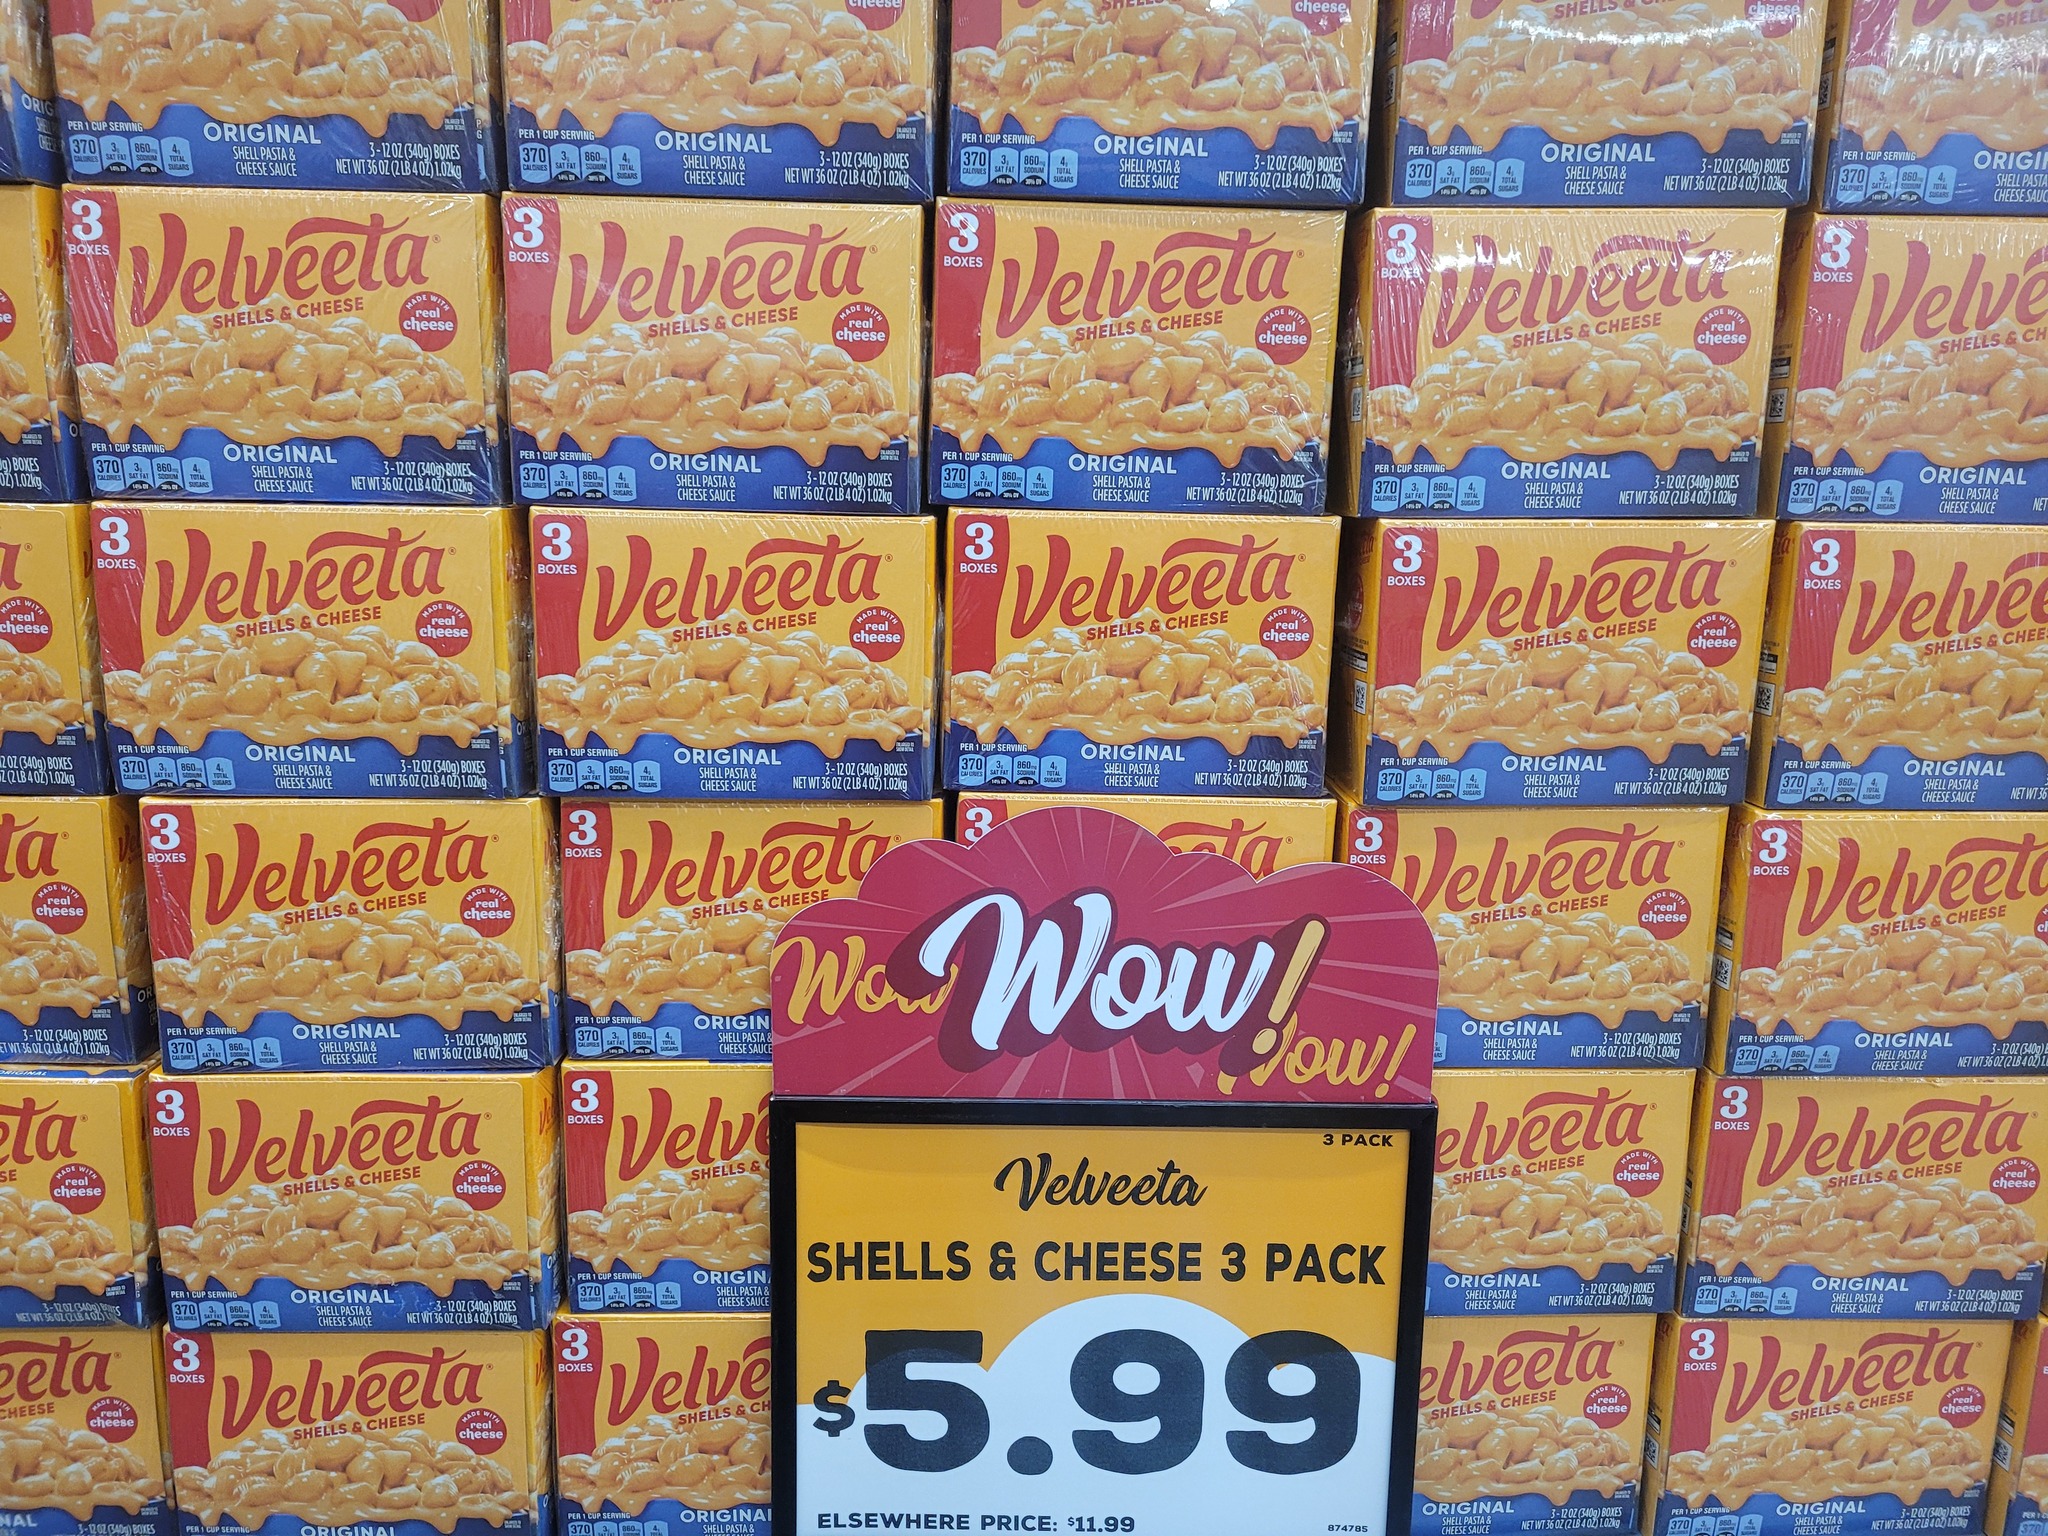 3
BOXES
Velveeta®
SHELLS & CHEESE
MADE WITH
real
cheese
PER 1 CUP SERVING
370
CALORIES
3g
SAT FAT
14% DV
860mg
SODIUM
4g
TOTAL
SUGARS
ORIGINAL
SHELL PASTA &
CHEESE SAUCE
3 - 12 OZ (340g) BOXES
NET WT 36 OZ (2 LB 4 OZ) 1.02kg
Wow
Wow!
Wow!
3 PACK
Velveeta
SHELLS & CHEESE 3 PACK
$5.99
ELSEWHERE PRICE: $11.99
874785